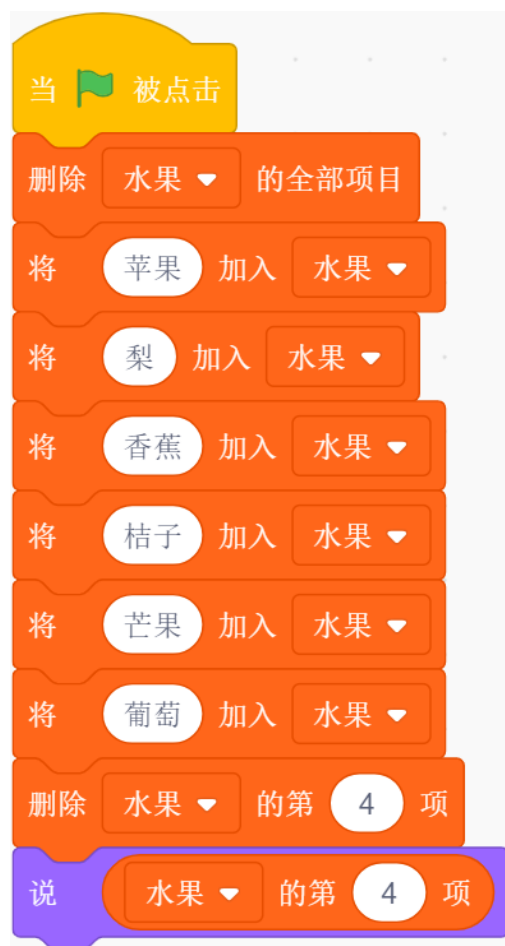 当 被点击
删除 水果 的全部项目
将 苹果 加入 水果
将 梨 加入 水果
将 香蕉 加入 水果
将 桔子 加入 水果
将 芒果 加入 水果
将 葡萄 加入 水果
删除 水果 的第 4 项
说 水果 的第 4 项